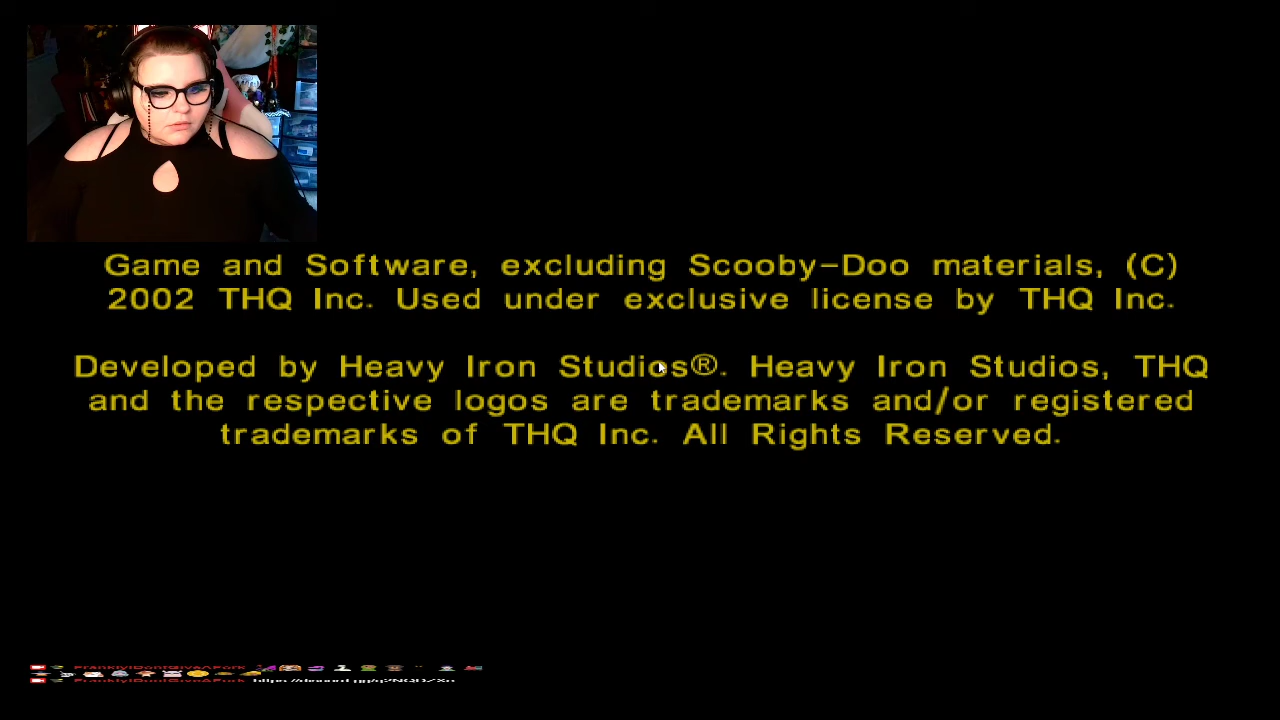 Game and Software, excluding Scooby-Doo materials, (C)
2002 THQ Inc. Used under exclusive license by THQ Inc.
Developed by Heavy Iron Studios®. Heavy Iron Studios, THQ
and the respective logos are trademarks and/or registered
trademarks of THQ Inc. All Rights Reserved.